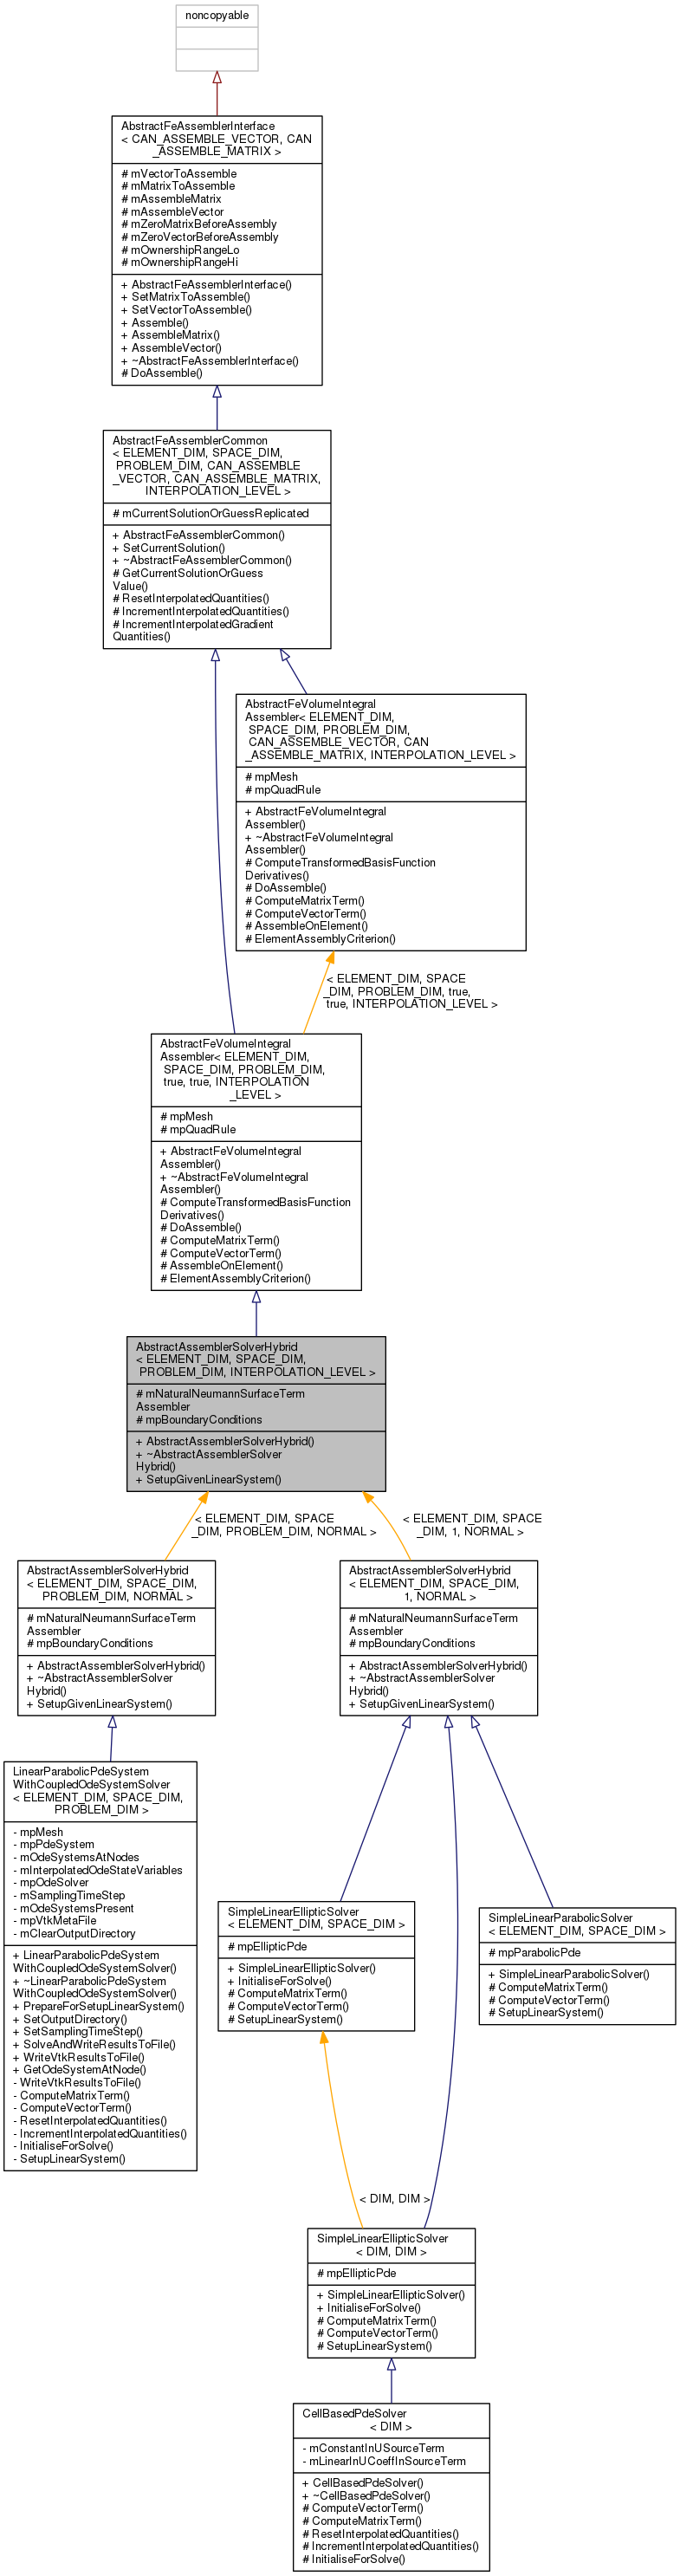 noncopyable
AbstractFeAssemblerInterface
< CAN_ASSEMBLE_VECTOR, CAN
_ASSEMBLE_MATRIX >
# mVectorToAssemble
# mMatrixToAssemble
# mAssembleMatrix
# mAssembleVector
# mZeroMatrixBeforeAssembly
# mZeroVectorBeforeAssembly
# mOwnershipRangeLo
# mOwnershipRangeHi
+ AbstractFeAssemblerInterface()
+ SetMatrixToAssemble()
+ SetVectorToAssemble()
+ Assemble()
+ AssembleMatrix()
+ AssembleVector()
+ ~AbstractFeAssemblerInterface()
# DoAssemble()
AbstractFeAssemblerCommon
< ELEMENT_DIM, SPACE_DIM,
PROBLEM_DIM, CAN_ASSEMBLE
_VECTOR, CAN_ASSEMBLE_MATRIX,
INTERPOLATION_LEVEL >
# mCurrentSolutionOrGuessReplicated
+ AbstractFeAssemblerCommon()
+ SetCurrentSolution()
+ ~AbstractFeAssemblerCommon()
# GetCurrentSolutionOrGuess
Value()
# ResetInterpolatedQuantities()
# IncrementInterpolatedQuantities()
# IncrementInterpolatedGradient
Quantities()
AbstractFeVolumeIntegral
Assembler< ELEMENT_DIM,
SPACE_DIM, PROBLEM_DIM,
CAN_ASSEMBLE_VECTOR, CAN
_ASSEMBLE_MATRIX, INTERPOLATION_LEVEL >
# mpMesh
# mpQuadRule
+ AbstractFeVolumeIntegral
Assembler()
+ ~AbstractFeVolumeIntegral
Assembler()
# ComputeTransformedBasisFunction
Derivatives()
# DoAssemble()
# ComputeMatrixTerm()
# ComputeVectorTerm()
# AssembleOnElement()
# ElementAssemblyCriterion()
< ELEMENT_DIM, SPACE
_DIM, PROBLEM_DIM, true,
true, INTERPOLATION_LEVEL >
AbstractFeVolumeIntegral
Assembler< ELEMENT_DIM,
SPACE_DIM, PROBLEM_DIM,
true, true, INTERPOLATION
_LEVEL >
# mpMesh
# mpQuadRule
+ AbstractFeVolumeIntegral
Assembler()
+ ~AbstractFeVolumeIntegral
Assembler()
# ComputeTransformedBasisFunction
Derivatives()
# DoAssemble()
# ComputeMatrixTerm()
# ComputeVectorTerm()
# AssembleOnElement()
# ElementAssemblyCriterion()
AbstractAssemblerSolverHybrid
< ELEMENT_DIM, SPACE_DIM,
PROBLEM_DIM, INTERPOLATION_LEVEL >
# mNaturalNeumannSurfaceTerm
Assembler
# mpBoundaryConditions
+ AbstractAssemblerSolverHybrid()
+ ~AbstractAssemblerSolver
Hybrid()
+ SetupGivenLinearSystem()
< ELEMENT_DIM, SPACE
_DIM, PROBLEM_DIM, NORMAL >
< ELEMENT_DIM, SPACE
_DIM, 1, NORMAL >
AbstractAssemblerSolverHybrid
< ELEMENT_DIM, SPACE_DIM,
PROBLEM_DIM, NORMAL >
# mNaturalNeumannSurfaceTerm
Assembler
# mpBoundaryConditions
+ AbstractAssemblerSolverHybrid()
+ ~AbstractAssemblerSolver
Hybrid()
+ SetupGivenLinearSystem()
AbstractAssemblerSolverHybrid
< ELEMENT_DIM, SPACE_DIM,
1, NORMAL >
# mNaturalNeumannSurfaceTerm
Assembler
# mpBoundaryConditions
+ AbstractAssemblerSolverHybrid()
+ ~AbstractAssemblerSolver
Hybrid()
+ SetupGivenLinearSystem()
LinearParabolicPdeSystem
WithCoupledOdeSystemSolver
< ELEMENT_DIM, SPACE_DIM,
PROBLEM_DIM >
- mpMesh
- mpPdeSystem
- mOdeSystemsAtNodes
- mInterpolatedOdeStateVariables
- mpOdeSolver
- mSamplingTimeStep
- mOdeSystemsPresent
- mpVtkMetaFile
- mClearOutputDirectory
+ LinearParabolicPdeSystem
WithCoupledOdeSystemSolver()
+ ~LinearParabolicPdeSystem
WithCoupledOdeSystemSolver()
+ PrepareForSetupLinearSystem()
+ SetOutputDirectory()
+ SetSamplingTimeStep()
+ SolveAndWriteResultsToFile()
+ WriteVtkResultsToFile()
+ GetOdeSystemAtNode()
- WriteVtkResultsToFile()
- ComputeMatrixTerm()
- ComputeVectorTerm()
- ResetInterpolatedQuantities()
- IncrementInterpolatedQuantities()
- InitialiseForSolve()
- SetupLinearSystem()
SimpleLinearEllipticSolver
< ELEMENT_DIM, SPACE_DIM >
# mpEllipticPde
+ SimpleLinearEllipticSolver()
+ InitialiseForSolve()
# ComputeMatrixTerm()
# ComputeVectorTerm()
# SetupLinearSystem()
SimpleLinearParabolicSolver
< ELEMENT_DIM, SPACE_DIM >
# mpParabolicPde
+ SimpleLinearParabolicSolver()
# ComputeMatrixTerm()
# ComputeVectorTerm()
# SetupLinearSystem()
< DIM, DIM >
SimpleLinearEllipticSolver
< DIM, DIM >
# mpEllipticPde
+ SimpleLinearEllipticSolver()
+ InitialiseForSolve()
# ComputeMatrixTerm()
# ComputeVectorTerm()
# SetupLinearSystem()
CellBasedPdeSolver
< DIM >
- mConstantInUSourceTerm
- mLinearInUCoeffInSourceTerm
+ CellBasedPdeSolver()
+ ~CellBasedPdeSolver()
# ComputeVectorTerm()
# ComputeMatrixTerm()
# ResetInterpolatedQuantities()
# IncrementInterpolatedQuantities()
# InitialiseForSolve()